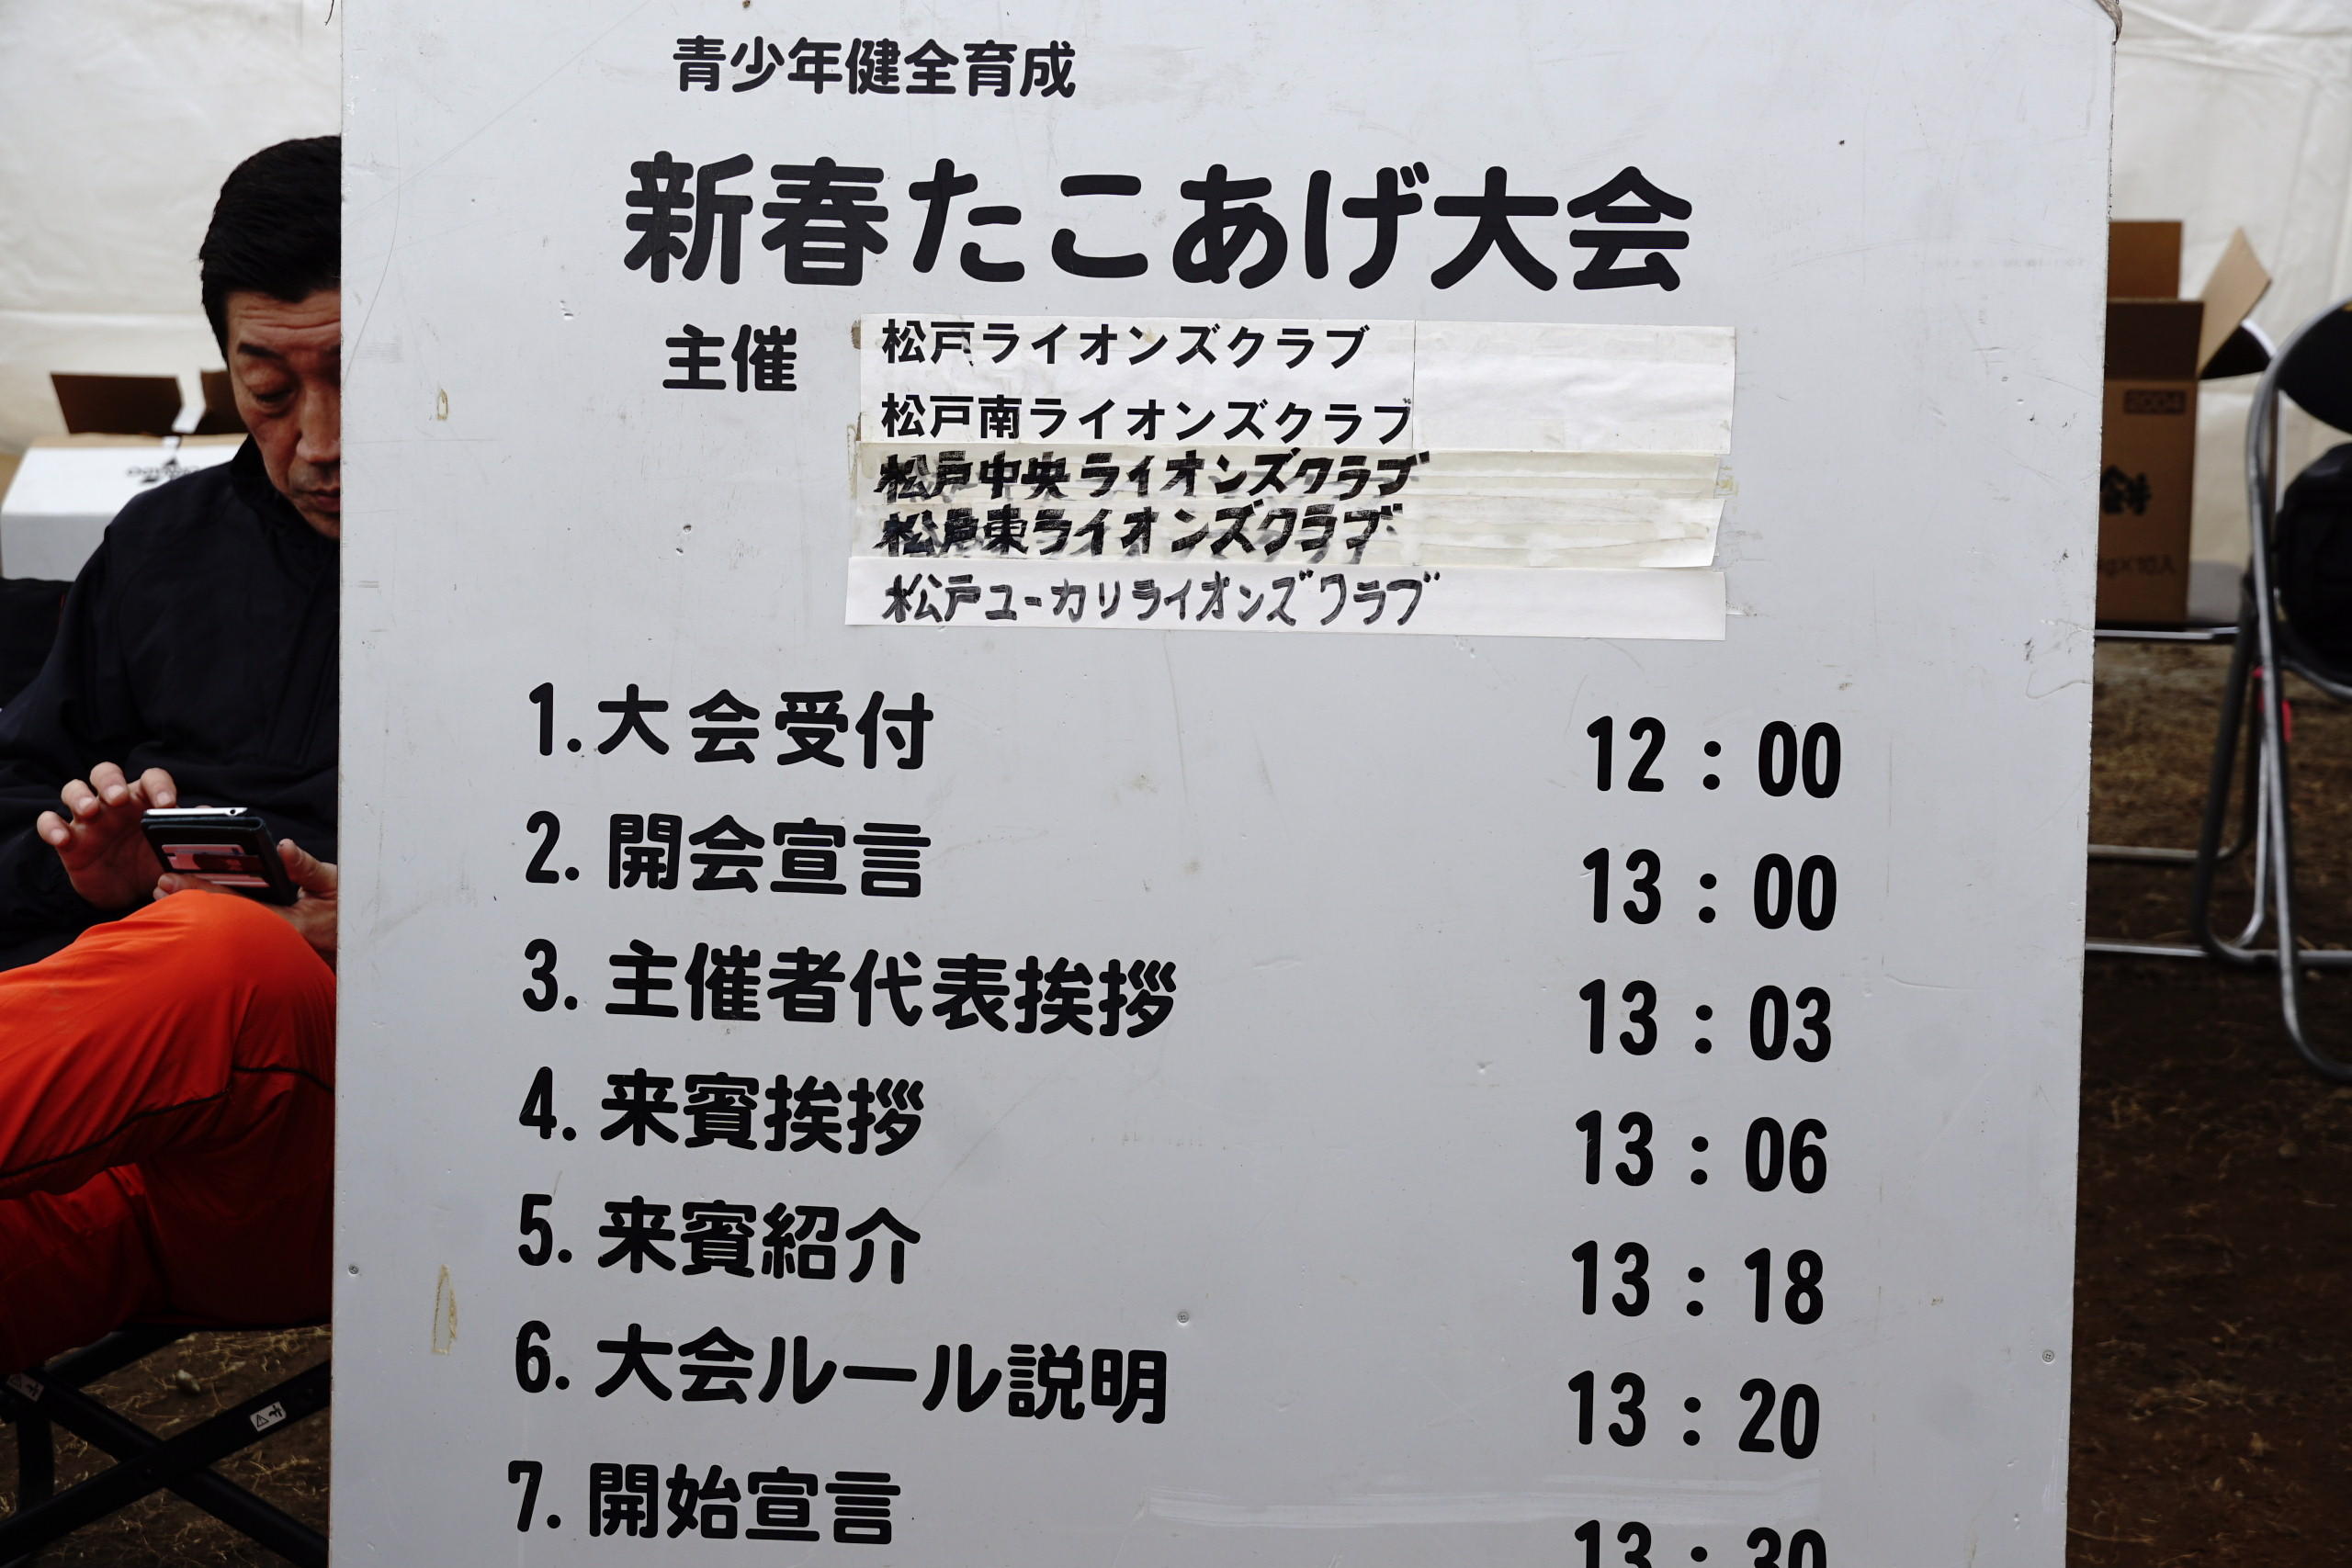 青少年健全育成
新春たこあげ大会
主催
松戸ライオンズクラブ
松戸南ライオンズクラブ
松戸中央ライオンズクラブ
松戸東ライオンズクラブ
松戸ユーカリライオンズクラブ
1. 大会受付 12:00
2. 開会宣言 13:00
3. 主催者代表挨拶 13:03
4. 来賓挨拶 13:06
5. 来賓紹介 13:18
6. 大会ルール説明 13:20
7. 開始宣言 13:30
2004